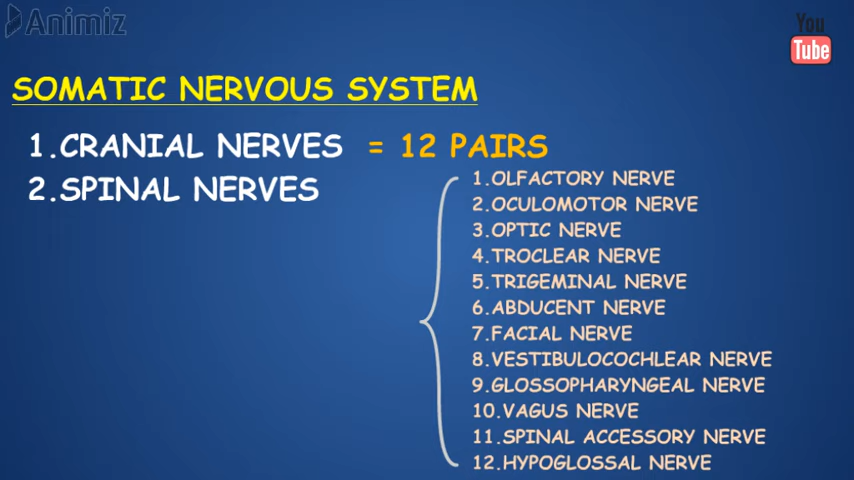 Animiz
You
Tube
SOMATIC NERVOUS SYSTEM
1.CRANIAL NERVES = 12 PAIRS
2.SPINAL NERVES
1.OLFACTORY NERVE
2.OCULOMOTOR NERVE
3.OPTIC NERVE
4.TROCLEAR NERVE
5.TRIGEMINAL NERVE
6.ABDUCENT NERVE
7.FACIAL NERVE
8.VESTIBULOCOCHLEAR NERVE
9.GLOSSOPHARYNGEAL NERVE
10.VAGUS NERVE
11.SPINAL ACCESSORY NERVE
12.HYPOGLOSSAL NERVE